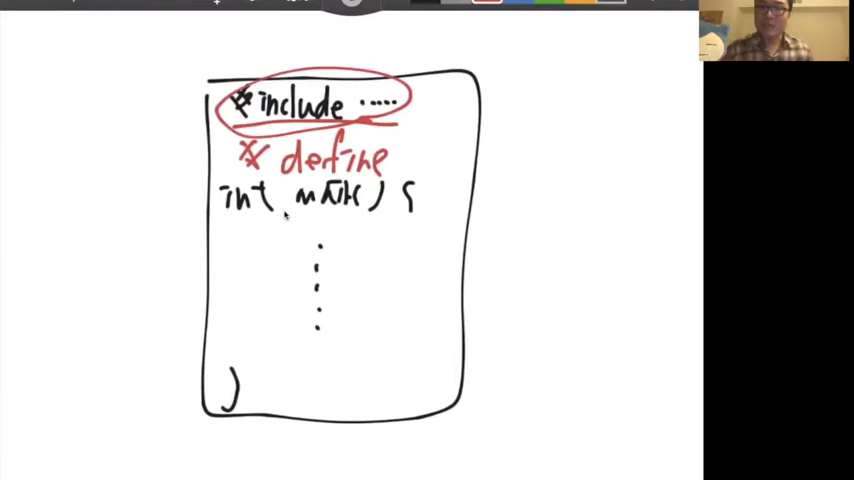 #include .....
# define
int main() {
}